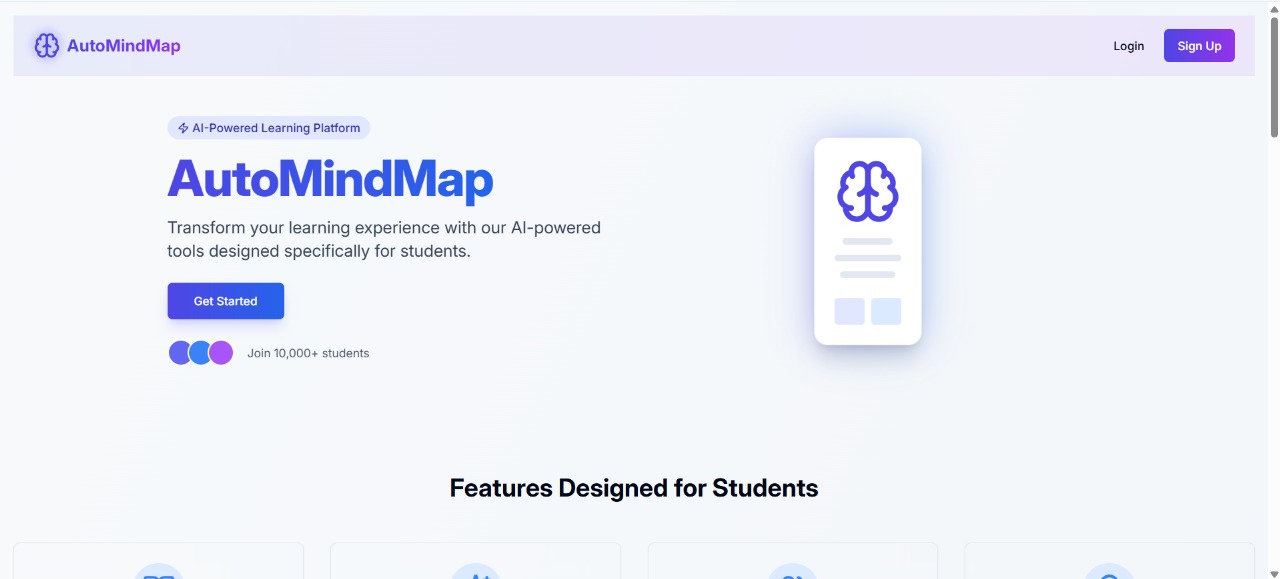 AutoMindMap
Login
Sign Up
AI-Powered Learning Platform
AutoMindMap
Transform your learning experience with our AI-powered
tools designed specifically for students.
Get Started
Join 10,000+ students
Features Designed for Students